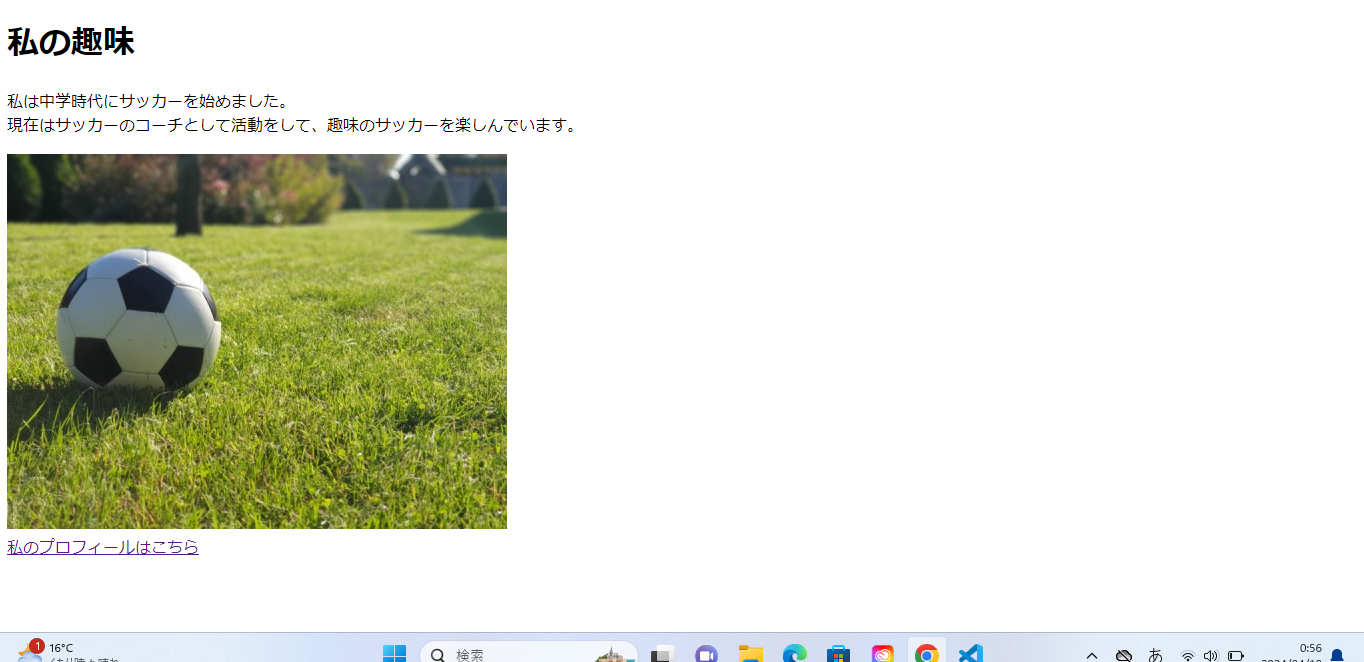 私の趣味
私は中学時代にサッカーを始めました。
現在はサッカーのコーチとして活動をして、趣味のサッカーを楽しんでいます。
私のプロフィールはこちら
1
16°C
検索
あ
0:56